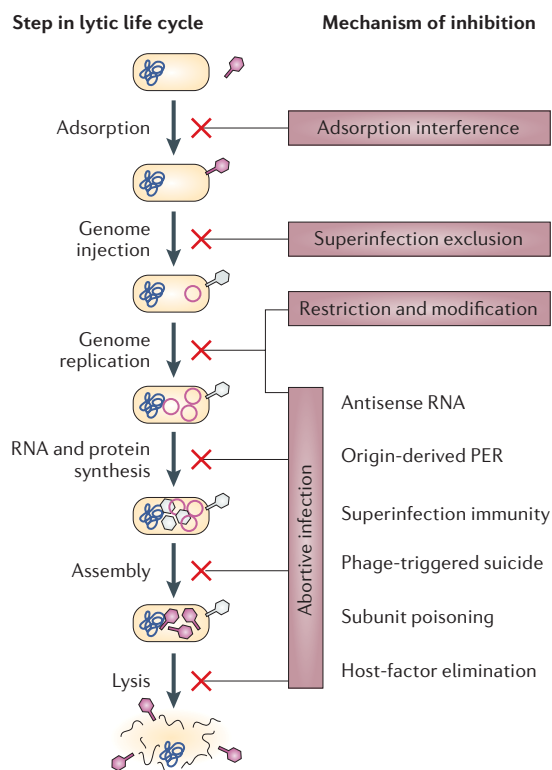 Step in lytic life cycle
Mechanism of inhibition
Adsorption
Adsorption interference
Genome
injection
Superinfection exclusion
Restriction and modification
Genome
replication
Antisense RNA
RNA and protein
synthesis
Origin-derived PER
Superinfection immunity
Abortive infection
Assembly
Phage-triggered suicide
Subunit poisoning
Lysis
Host-factor elimination